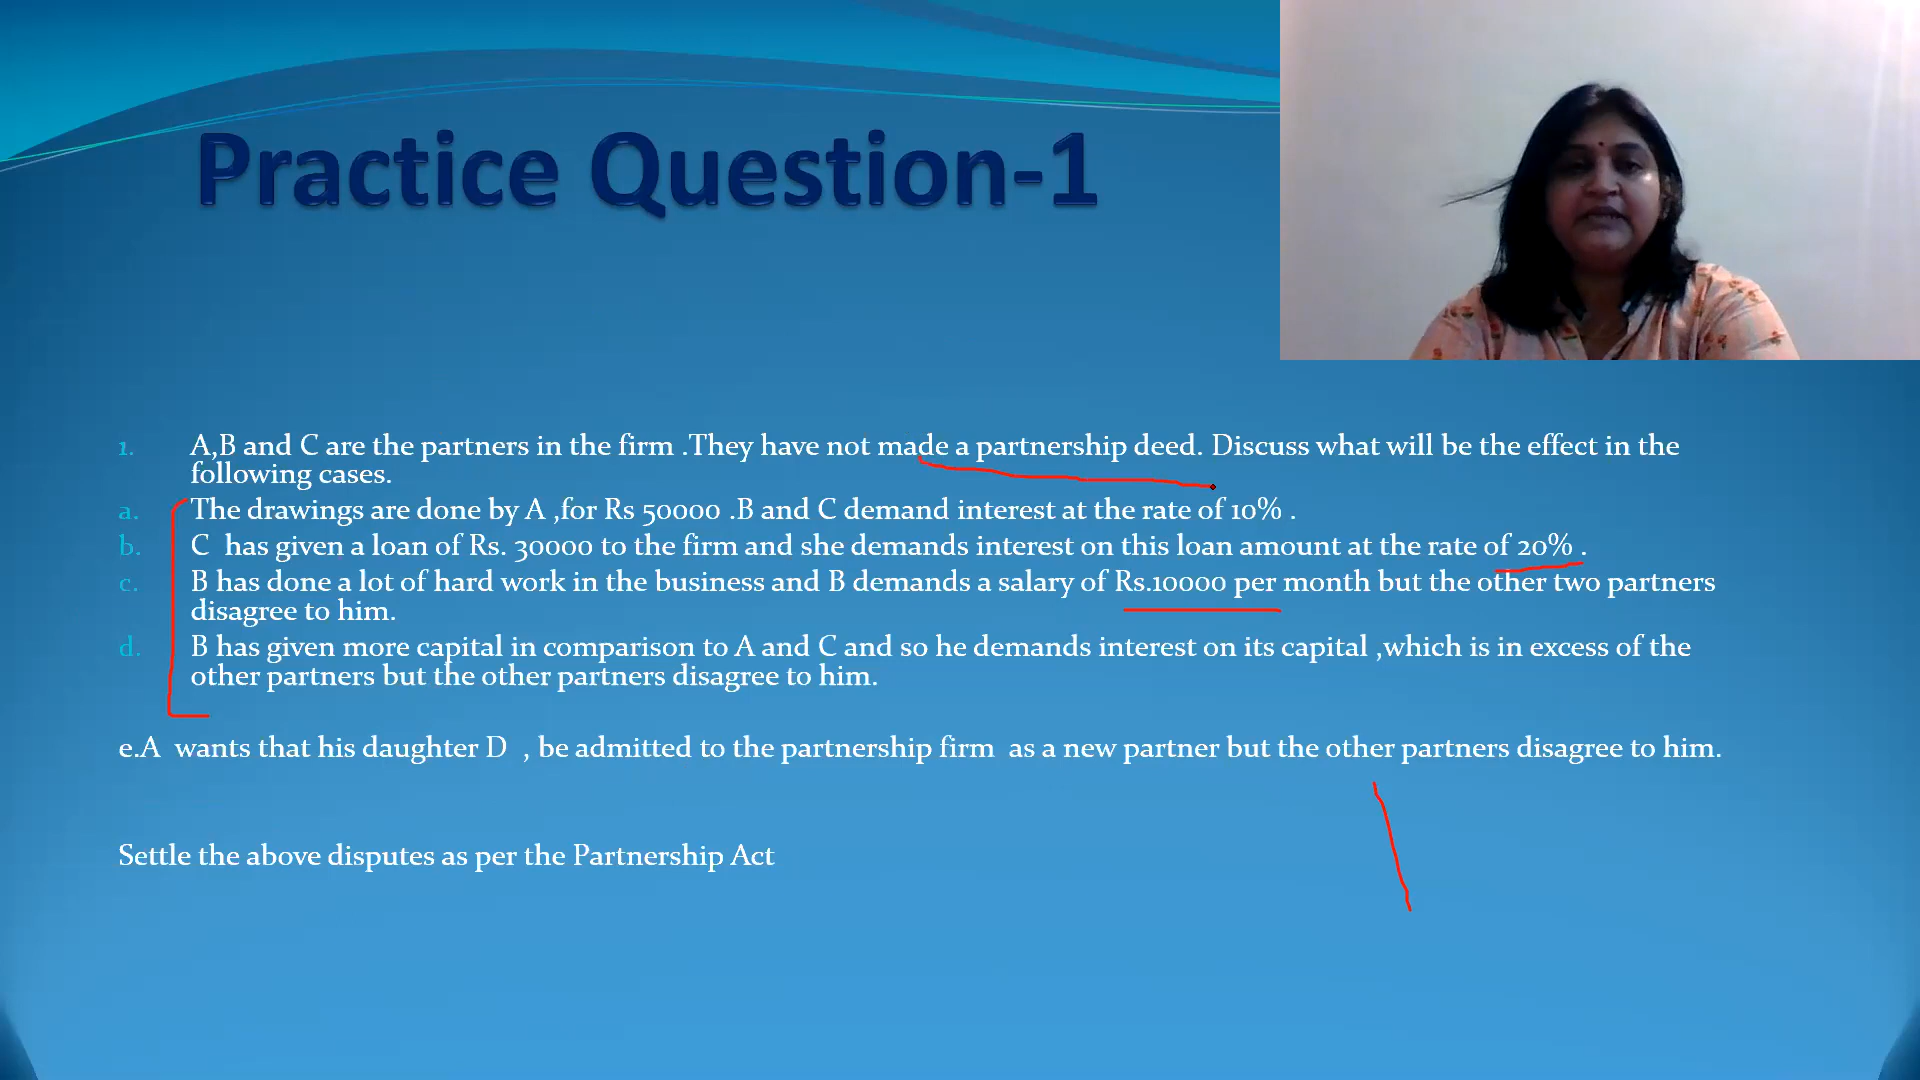 Practice Question-1
1. A,B and C are the partners in the firm .They have not made a partnership deed. Discuss what will be the effect in the
following cases.
a. The drawings are done by A ,for Rs 50000 .B and C demand interest at the rate of 10% .
b. C has given a loan of Rs. 30000 to the firm and she demands interest on this loan amount at the rate of 20% .
c. B has done a lot of hard work in the business and B demands a salary of Rs.10000 per month but the other two partners
disagree to him.
d. B has given more capital in comparison to A and C and so he demands interest on its capital ,which is in excess of the
other partners but the other partners disagree to him.
e.A wants that his daughter D , be admitted to the partnership firm as a new partner but the other partners disagree to him.
Settle the above disputes as per the Partnership Act